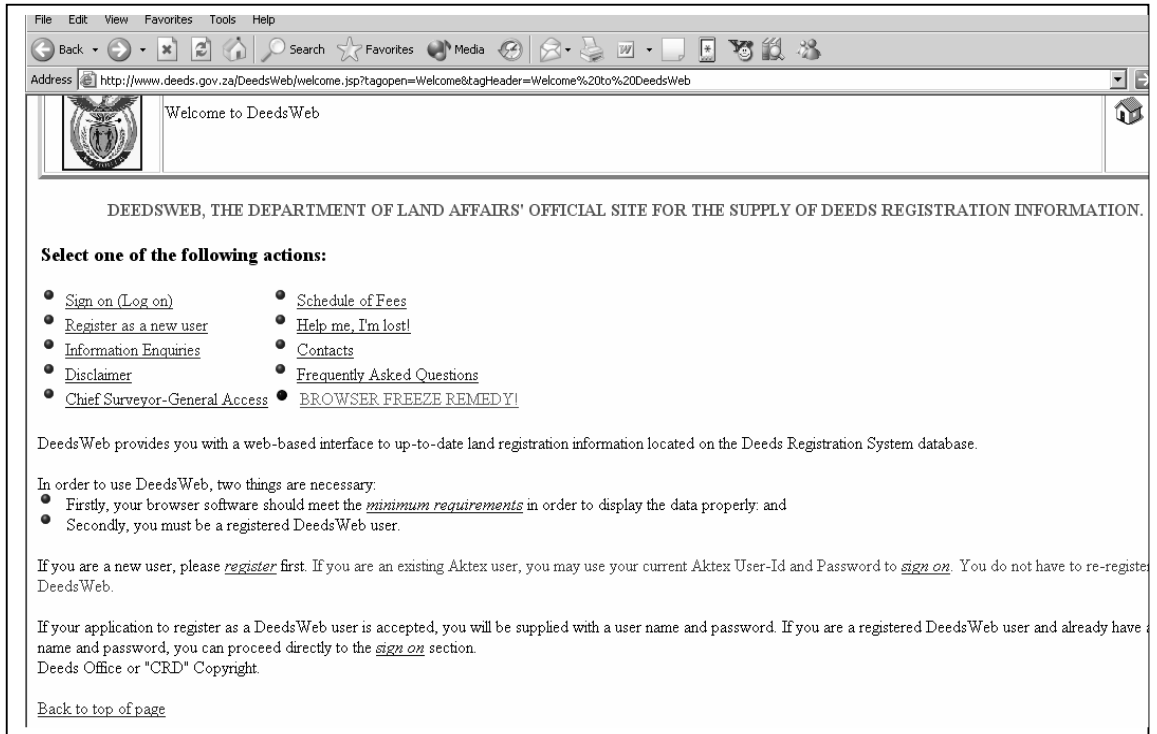 File Edit View Favorites Tools Help
Back Search Favorites Media
Address http://www.deeds.gov.za/DeedsWeb/welcome.jsp?tagopen=Welcome&tagHeader=Welcome%20to%20DeedsWeb
Welcome to DeedsWeb
DEEDSWEB, THE DEPARTMENT OF LAND AFFAIRS' OFFICIAL SITE FOR THE SUPPLY OF DEEDS REGISTRATION INFORMATION.
Select one of the following actions:
Sign on (Log on)
Register as a new user
Information Enquiries
Disclaimer
Chief Surveyor-General Access
Schedule of Fees
Help me, I'm lost!
Contacts
Frequently Asked Questions
BROWSER FREEZE REMEDY!
DeedsWeb provides you with a web-based interface to up-to-date land registration information located on the Deeds Registration System database.
In order to use DeedsWeb, two things are necessary:
Firstly, your browser software should meet the minimum requirements in order to display the data properly: and
Secondly, you must be a registered DeedsWeb user.
If you are a new user, please register first. If you are an existing Aktex user, you may use your current Aktex User-Id and Password to sign on. You do not have to re-registe
DeedsWeb.
If your application to register as a DeedsWeb user is accepted, you will be supplied with a user name and password. If you are a registered DeedsWeb user and already have a
name and password, you can proceed directly to the sign on section.
Deeds Office or "CRD" Copyright.
Back to top of page